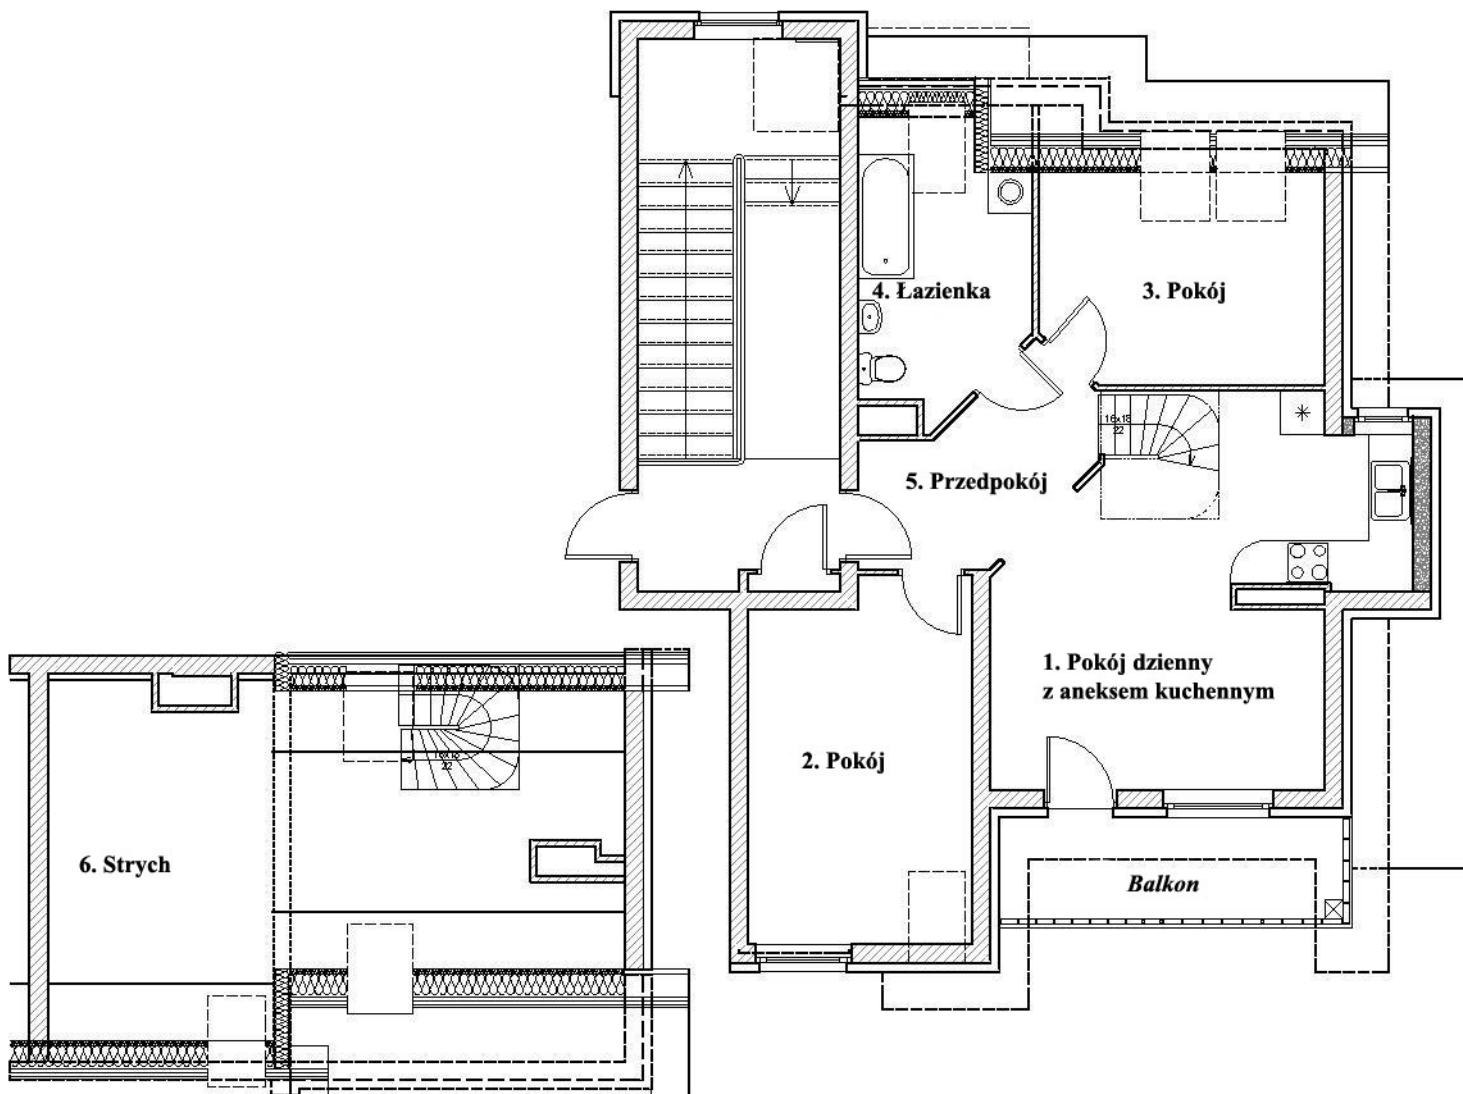 4. Łazienka
3. Pokój
16x18
22
5. Przedpokój
1. Pokój dzienny
z aneksem kuchennym
2. Pokój
22
6. Strych
Balkon